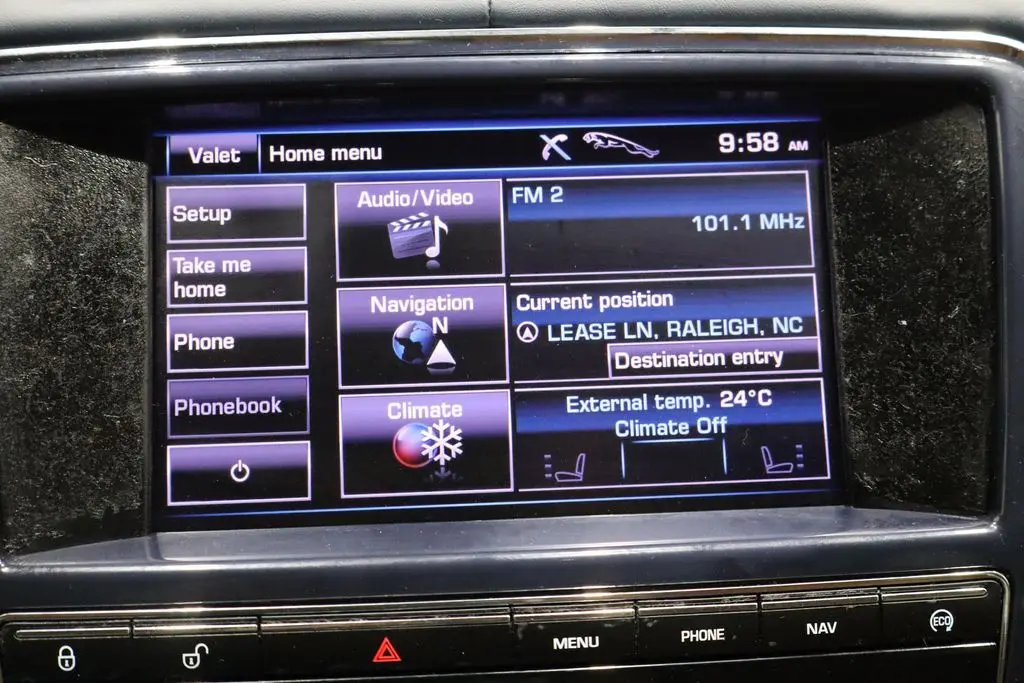 Valet
Home menu
9:58 AM
Setup
Take me
home
Phone
Phonebook
Audio/Video
FM 2
101.1 MHz
Navigation
N
Current position
LEASE LN, RALEIGH, NC
Destination entry
Climate
External temp. 24°C
Climate Off
MENU
PHONE
NAV
ECO